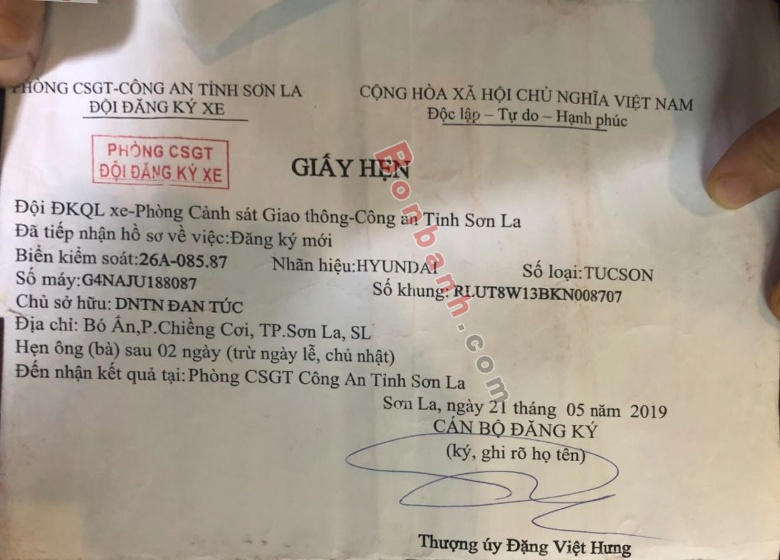 PHÒNG CSGT-CÔNG AN TỈNH SƠN LA
ĐỘI ĐĂNG KÝ XE
CỘNG HÒA XÃ HỘI CHỦ NGHĨA VIỆT NAM
Độc lập – Tự do – Hạnh phúc
PHÒNG CSGT
ĐỘI ĐĂNG KÝ XE
GIẤY HẸN
Đội ĐKQL xe-Phòng Cảnh sát Giao thông-Công an Tỉnh Sơn La
Đã tiếp nhận hồ sơ về việc:Đăng ký mới
Biển kiểm soát:26A-085.87 Nhãn hiệu:HYUNDAI Số loại:TUCSON
Số máy:G4NAJU188087 Số khung: RLUT8W13BKN008707
Chủ sở hữu: DNTN ĐAN TÚC
Địa chỉ: Bó Ẩn,P.Chiềng Cơi, TP.Sơn La, SL
Hẹn ông (bà) sau 02 ngày (trừ ngày lễ, chủ nhật)
Đến nhận kết quả tại: Phòng CSGT Công An Tỉnh Sơn La
Sơn La, ngày 21 tháng 05 năm 2019
CÁN BỘ ĐĂNG KÝ
(ký, ghi rõ họ tên)
Thượng úy Đặng Việt Hưng
Bonbanh.com